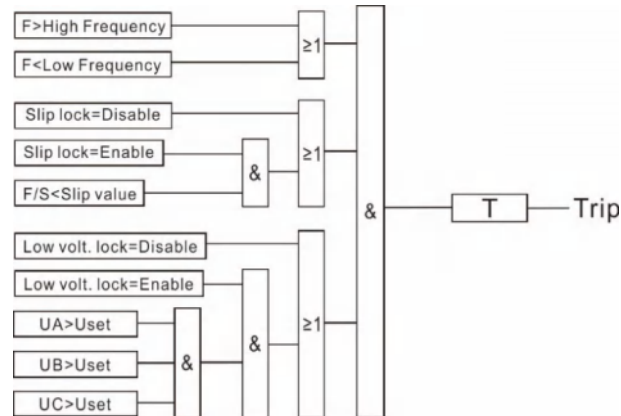 F>High Frequency
≥1
F<Low Frequency
Slip lock=Disable
Slip lock=Enable
≥1
&
F/S<Slip value
&
T
Trip
Low volt. lock=Disable
Low volt. lock=Enable
UA>Uset
≥1
&
&
UB>Uset
UC>Uset